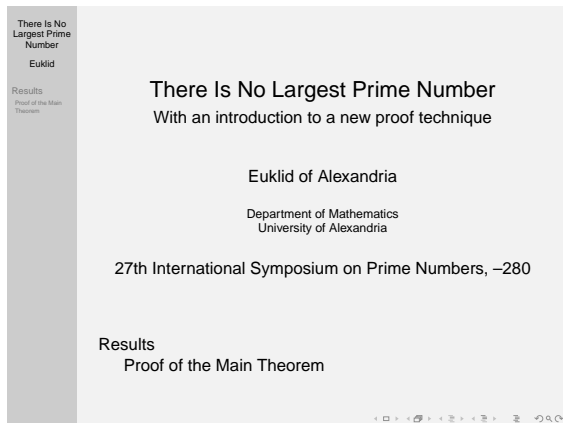 There Is No
Largest Prime
Number
Euklid
Results
Proof of the Main
Theorem
There Is No Largest Prime Number
With an introduction to a new proof technique
Euklid of Alexandria
Department of Mathematics
University of Alexandria
27th International Symposium on Prime Numbers, –280
Results
Proof of the Main Theorem